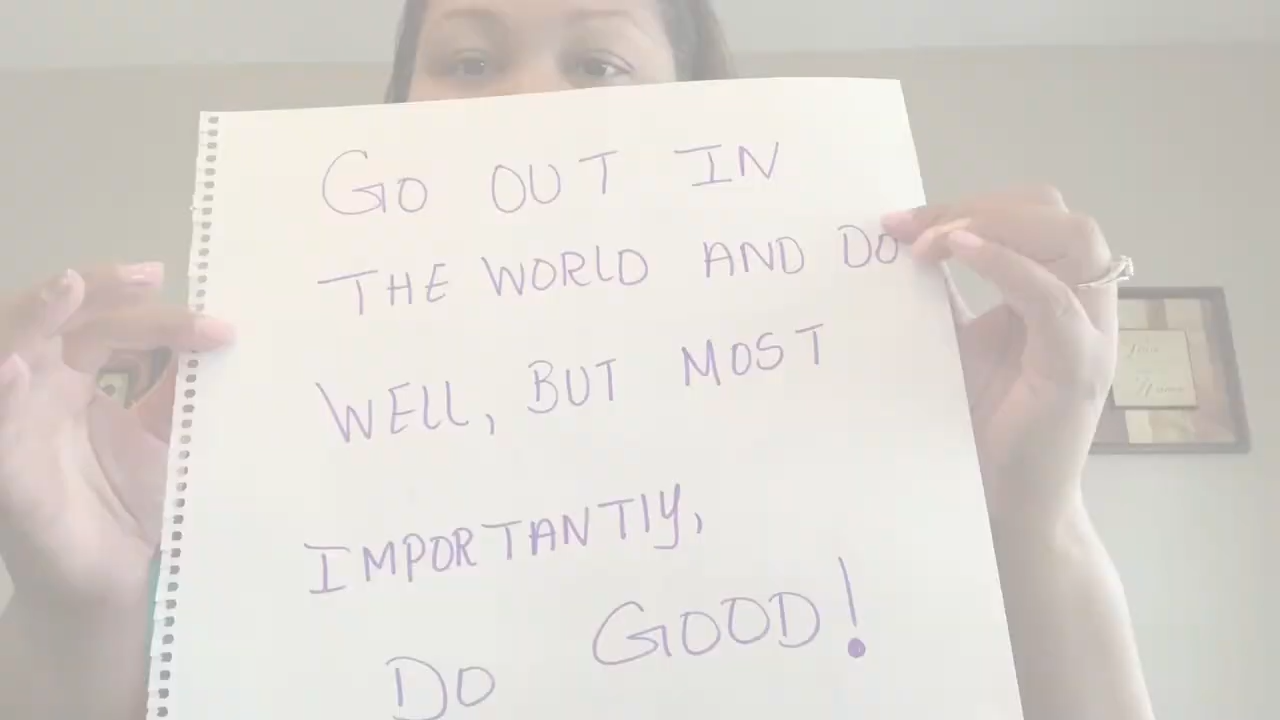 GO OUT IN
THE WORLD AND DO
WELL, BUT MOST
IMPORTANTLY,
DO GOOD!